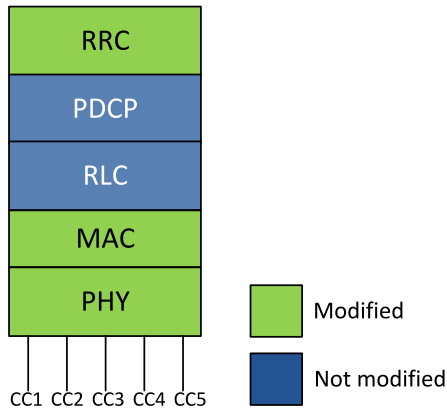 RRC
PDCP
RLC
MAC
PHY
Modified
Not modified
CC1 CC2 CC3 CC4 CC5